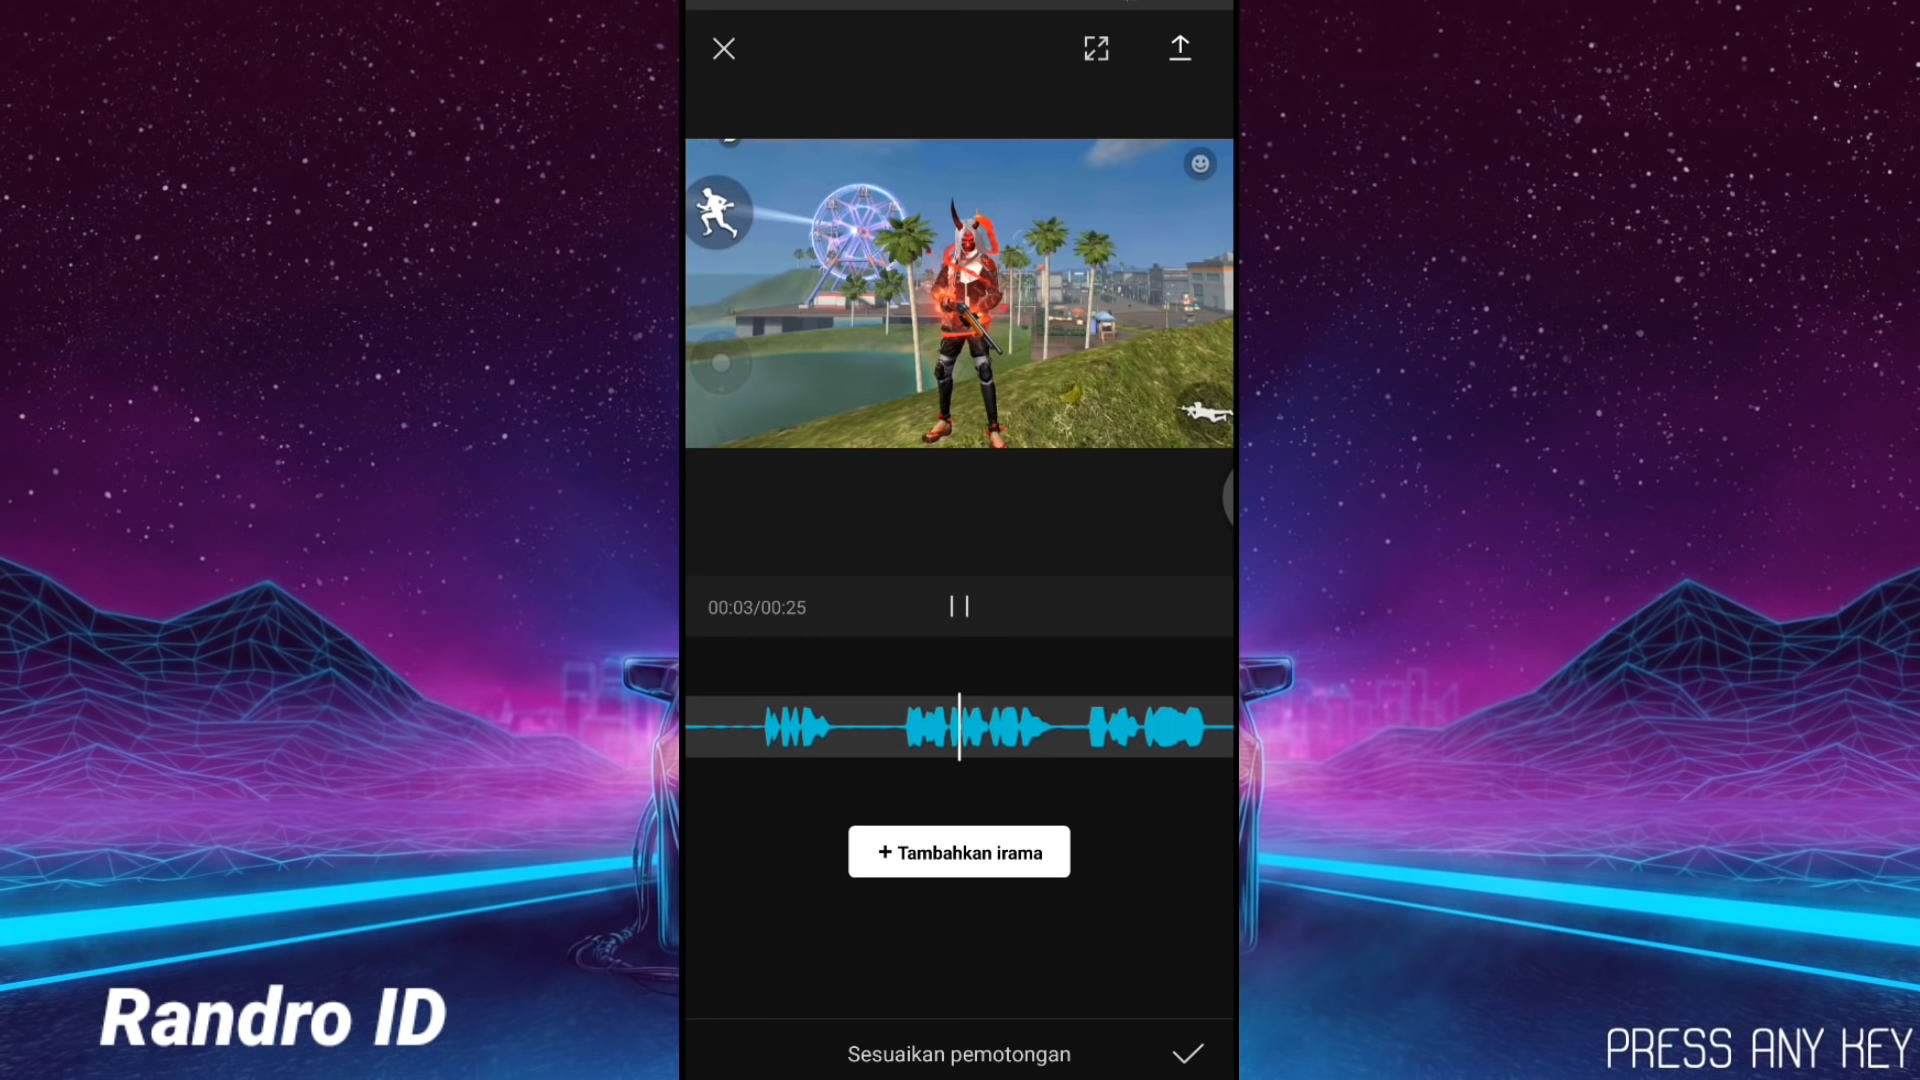 00:03/00:25
+ Tambahkan irama
Sesuaikan pemotongan
Randro ID
PRESS ANY KEY